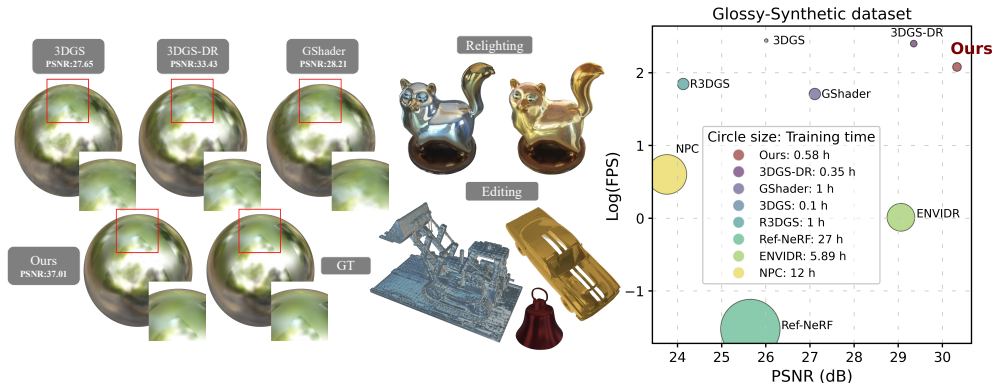 3DGS
PSNR:27.65
3DGS-DR
PSNR:33.43
GShader
PSNR:28.21
Ours
PSNR:37.01
GT
Relighting
Editing
Glossy-Synthetic dataset
3DGS
3DGS-DR
Ours
R3DGS
GShader
NPC
ENVIDR
Ref-NeRF
Circle size: Training time
Ours: 0.58 h
3DGS-DR: 0.35 h
GShader: 1 h
3DGS: 0.1 h
R3DGS: 1 h
Ref-NeRF: 27 h
ENVIDR: 5.89 h
NPC: 12 h
Log(FPS)
2
1
0
−1
24 25 26 27 28 29 30
PSNR (dB)